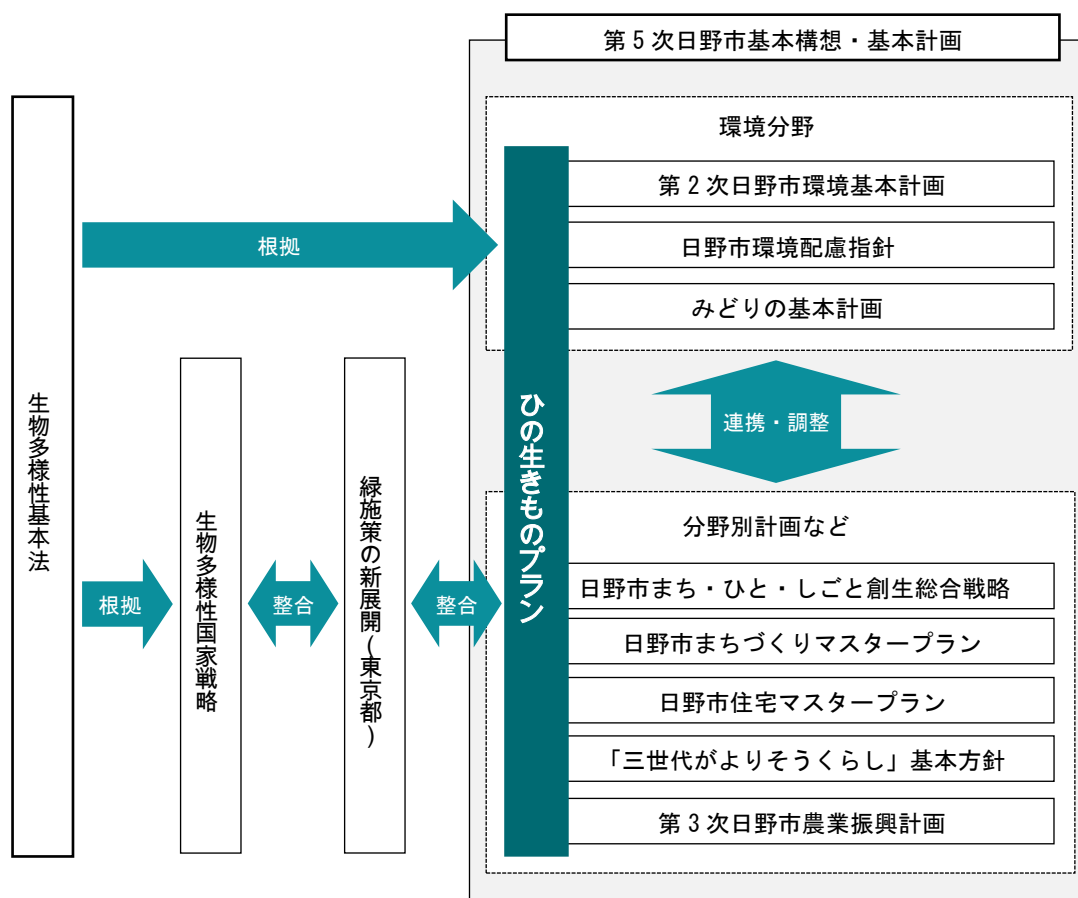 第5次日野市基本構想・基本計画
環境分野
第2次日野市環境基本計画
日野市環境配慮指針
みどりの基本計画
根拠
連携・調整
生物多様性基本法
根拠
生物多様性国家戦略
整合
緑施策の新展開(東京都)
整合
ひの生きものプラン
分野別計画など
日野市まち・ひと・しごと創生総合戦略
日野市まちづくりマスタープラン
日野市住宅マスタープラン
「三世代がよりそうくらし」基本方針
第3次日野市農業振興計画